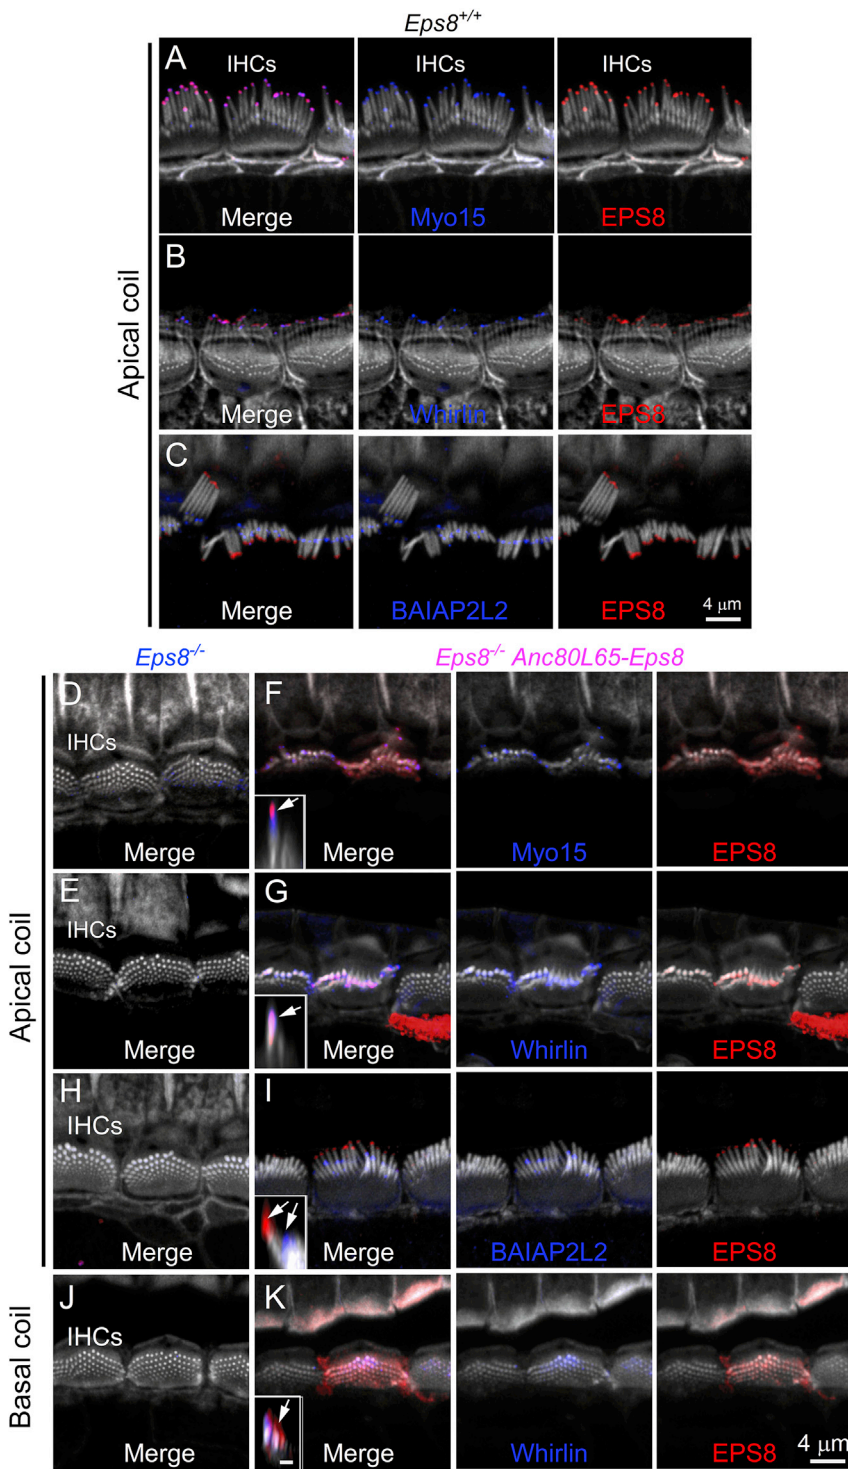 Eps8+/+
A
IHCs
IHCs
IHCs
Merge
Myo15
EPS8
B
Merge
Whirlin
EPS8
C
Merge
BAIAP2L2
EPS8
4 μm
Apical coil
Eps8-/-
Eps8-/- Anc80L65-Eps8
D
IHCs
Merge
F
Merge
Myo15
EPS8
E
IHCs
Merge
G
Merge
Whirlin
EPS8
H
IHCs
Merge
I
Merge
BAIAP2L2
EPS8
Apical coil
J
IHCs
Merge
K
Merge
Whirlin
EPS8
4 μm
Basal coil